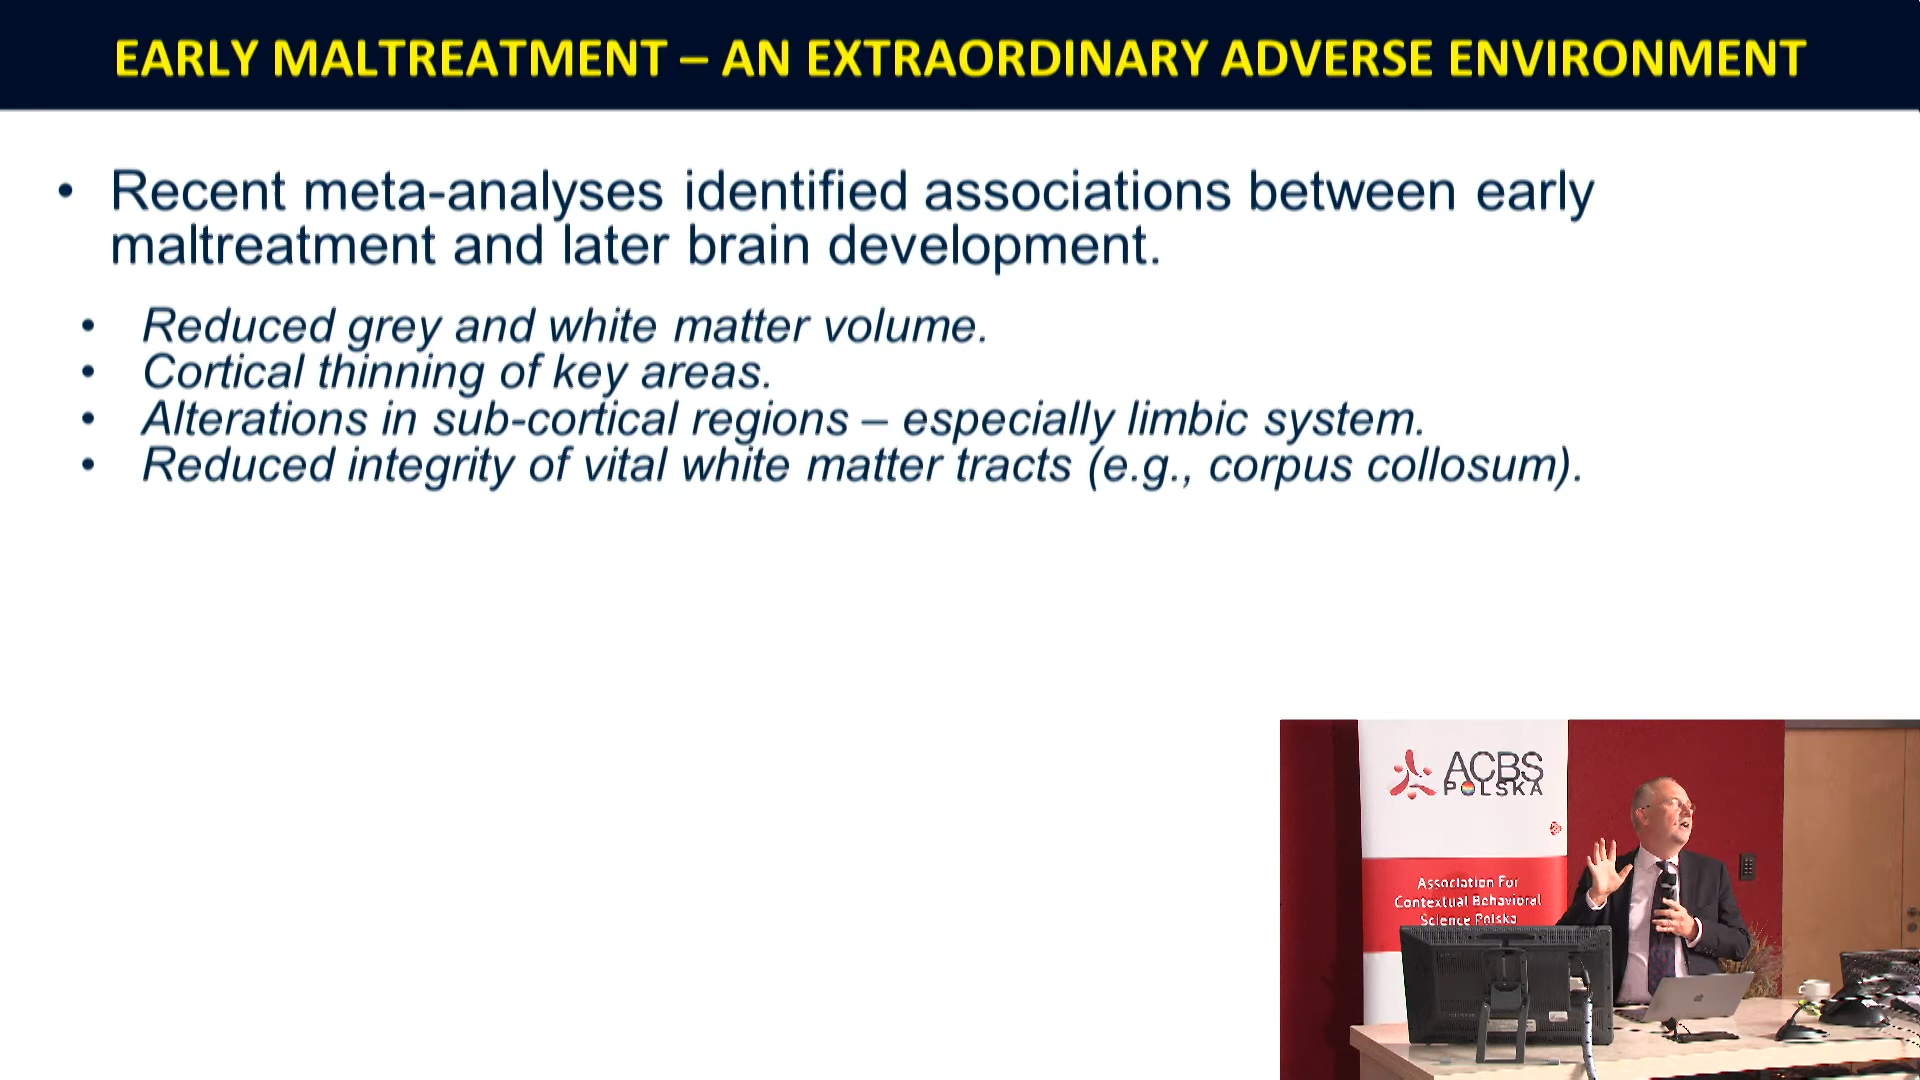 EARLY MALTREATMENT – AN EXTRAORDINARY ADVERSE ENVIRONMENT
• Recent meta-analyses identified associations between early
maltreatment and later brain development.
• Reduced grey and white matter volume.
• Cortical thinning of key areas.
• Alterations in sub-cortical regions – especially limbic system.
• Reduced integrity of vital white matter tracts (e.g., corpus collosum).
ACBS
POLSKA
Association For
Contextual Behavioral
Science Polska